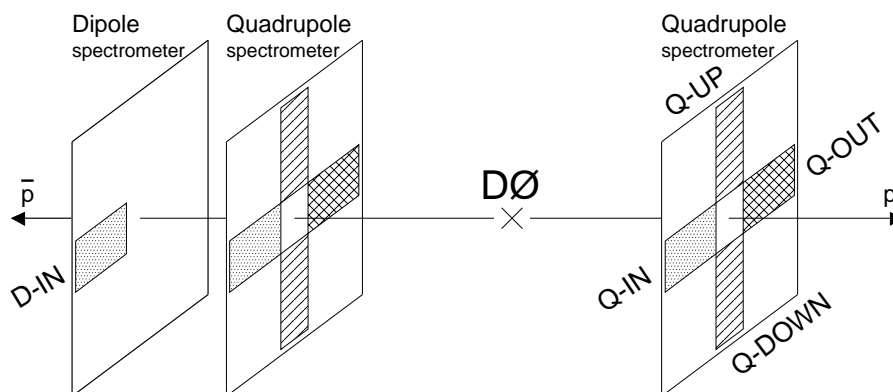 Dipole
spectrometer
Quadrupole
spectrometer
Quadrupole
spectrometer
Q-UP
Q-OUT
p̅
DØ
p
D-IN
Q-IN
Q-DOWN